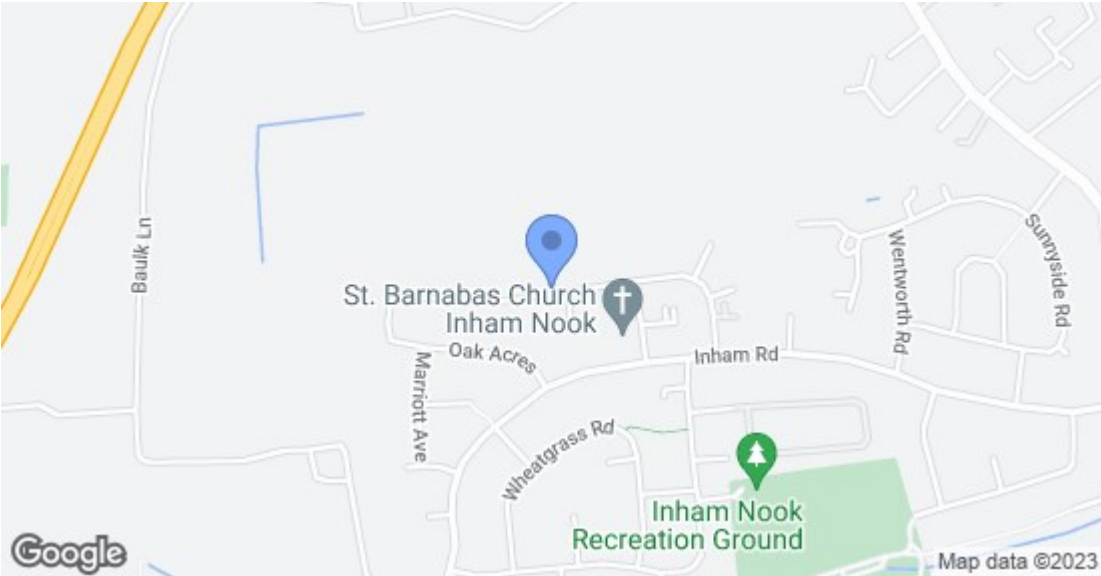 Baulk Ln
St. Barnabas Church
Inham Nook
Oak Acres
Marriott Ave
Inham Rd
Wentworth Rd
Sunnyside Rd
Wheatgrass Rd
Inham Nook
Recreation Ground
Google
Map data ©2023